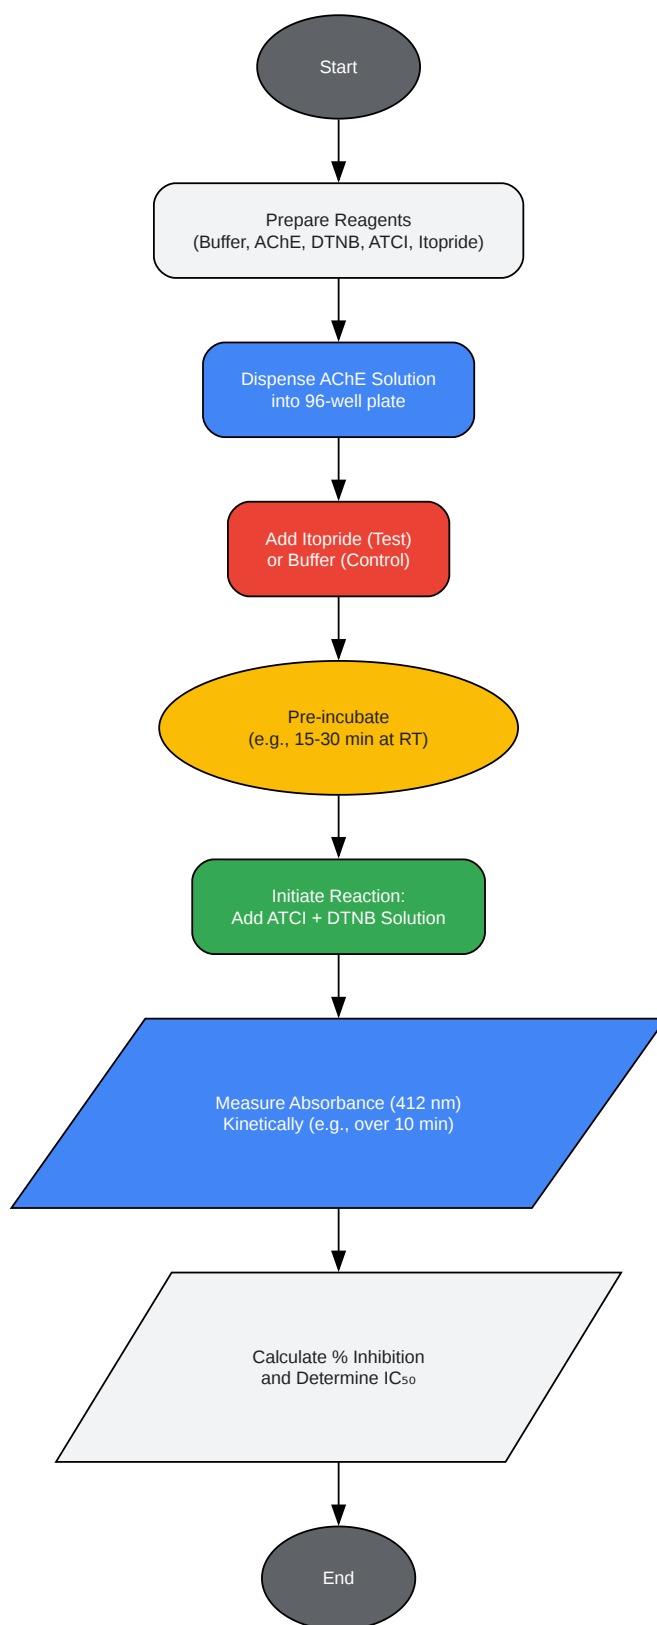 Start
Prepare Reagents
(Buffer, AChE, DTNB, ATCI, Itopride)
Dispense AChE Solution
into 96-well plate
Add Itopride (Test)
or Buffer (Control)
Pre-incubate
(e.g., 15-30 min at RT)
Initiate Reaction:
Add ATCI + DTNB Solution
Measure Absorbance (412 nm)
Kinetically (e.g., over 10 min)
Calculate % Inhibition
and Determine IC₅₀
End